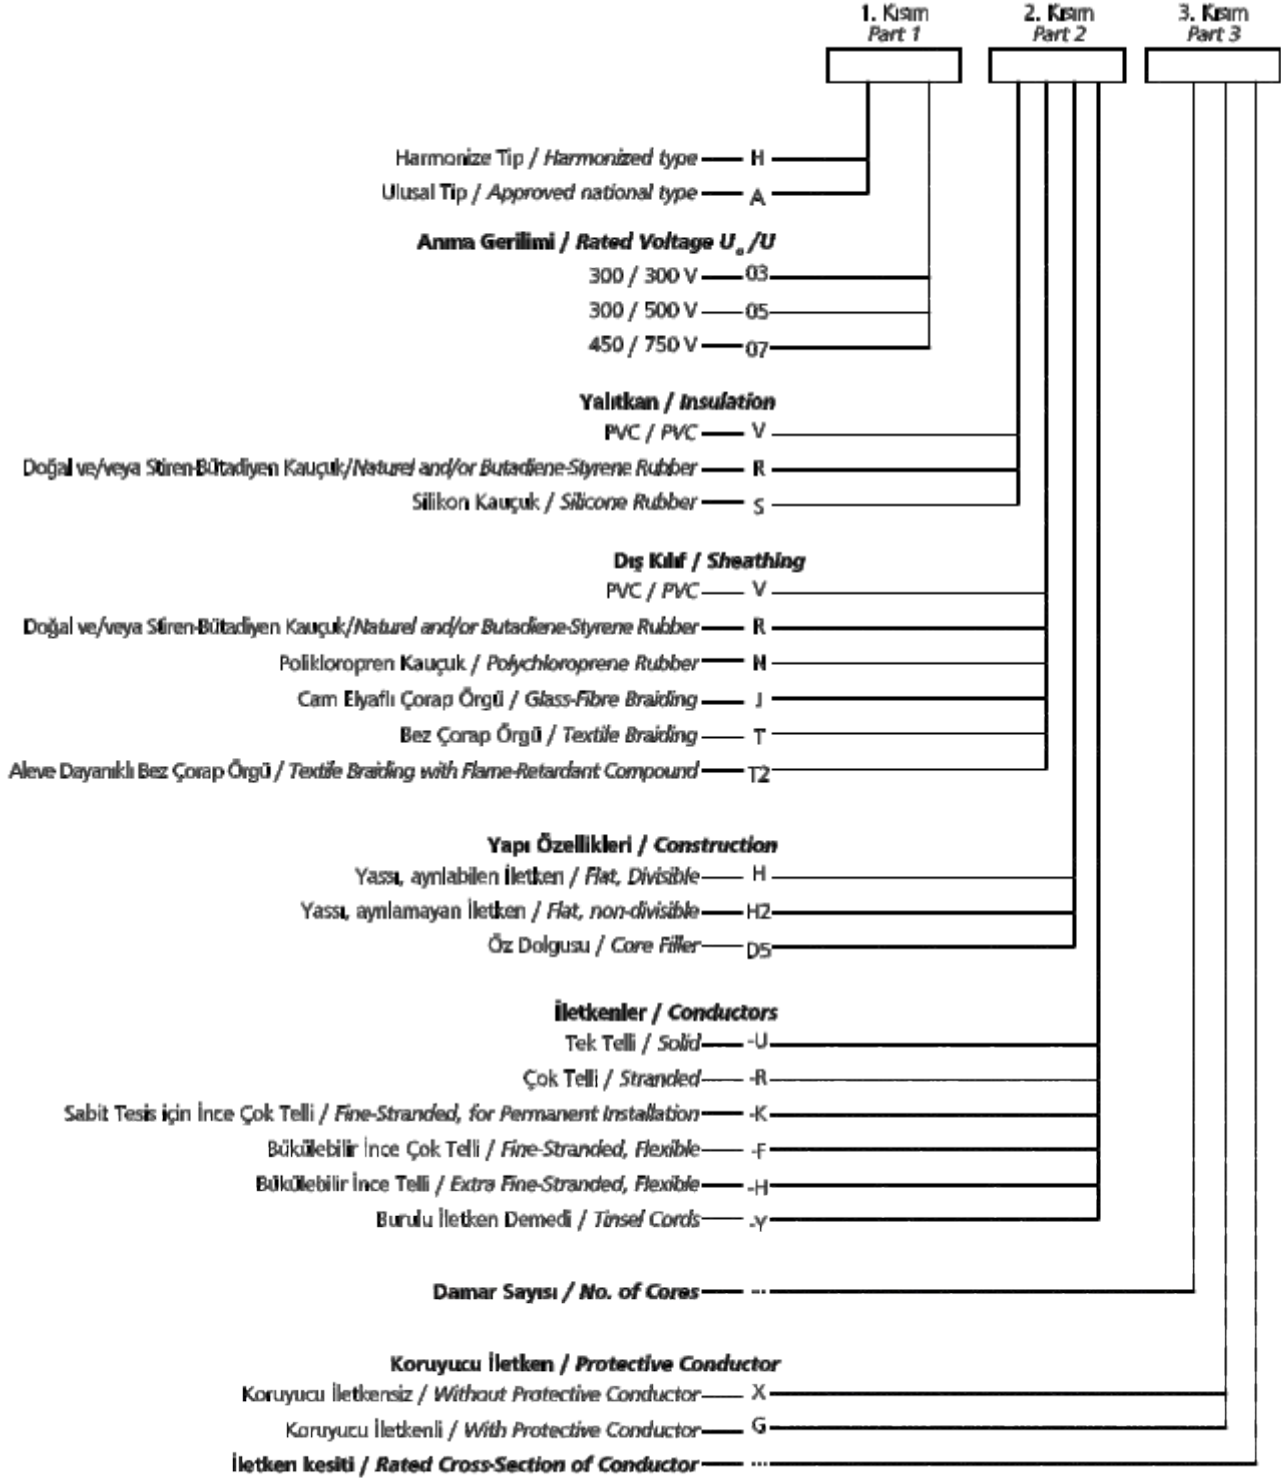 1. Kısım 2. Kısım 3. Kısım
Part 1 Part 2 Part 3
Harmonize Tip / Harmonized type H
Ulusal Tip / Approved national type A
Anma Gerilimi / Rated Voltage Uo/U
300 / 300 V 03
300 / 500 V 05
450 / 750 V 07
Yalıtkan / Insulation
PVC / PVC V
Doğal ve/veya Stiren-Bütadiyen Kauçuk/Naturel and/or Butadiene-Styrene Rubber R
Silikon Kauçuk / Silicone Rubber S
Dış Kılıf / Sheathing
PVC / PVC V
Doğal ve/veya Stiren-Bütadiyen Kauçuk/Naturel and/or Butadiene-Styrene Rubber R
Polikloropren Kauçuk / Polychloroprene Rubber N
Cam Elyaflı Çorap Örgü / Glass-Fibre Braiding J
Bez Çorap Örgü / Textile Braiding T
Aleve Dayanıklı Bez Çorap Örgü / Textile Braiding with Flame-Retardant Compound T2
Yapı Özellikleri / Construction
Yassı, ayrılabilen İletken / Flat, Divisible H
Yassı, ayrılamayan İletken / Flat, non-divisible H2
Öz Dolgusu / Core Filler D5
İletkenler / Conductors
Tek Telli / Solid -U
Çok Telli / Stranded -R
Sabit Tesis için İnce Çok Telli / Fine-Stranded, for Permanent Installation -K
Bükülebilir İnce Çok Telli / Fine-Stranded, Flexible -F
Bükülebilir İnce Telli / Extra Fine-Stranded, Flexible -H
Burulu İletken Demedi / Tinsel Cords -Y
Damar Sayısı / No. of Cores ...
Koruyucu İletken / Protective Conductor
Koruyucu İletkensiz / Without Protective Conductor X
Koruyucu İletkenli / With Protective Conductor G
İletken kesiti / Rated Cross-Section of Conductor ...